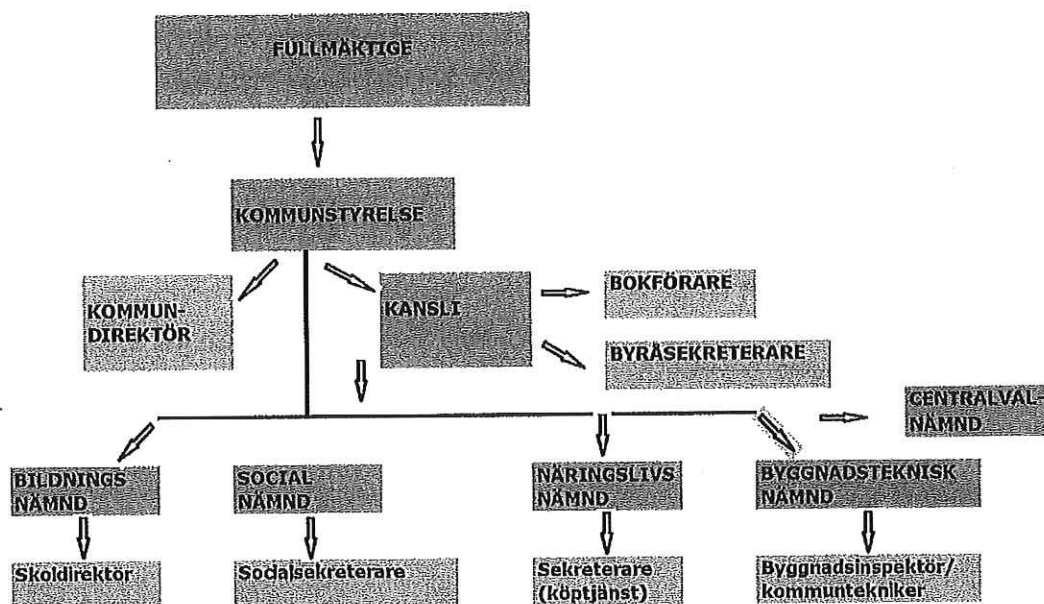 FULLMÄKTIGE
KOMMUNSTYRELSE
KOMMUN-
DIREKTÖR
KANSLI
BOKFÖRARE
BYRÅSEKRETERARE
CENTRALVAL-
NÄMND
BILDNINGS
NÄMND
SOCIAL
NÄMND
NÄRINGSLIVS
NÄMND
BYGGNADSTEKNISK
NÄMND
Skoldirektör
Socialsekreterare
Sekreterare
(köptjänst)
Byggnadsinspektör/
kommuntekniker